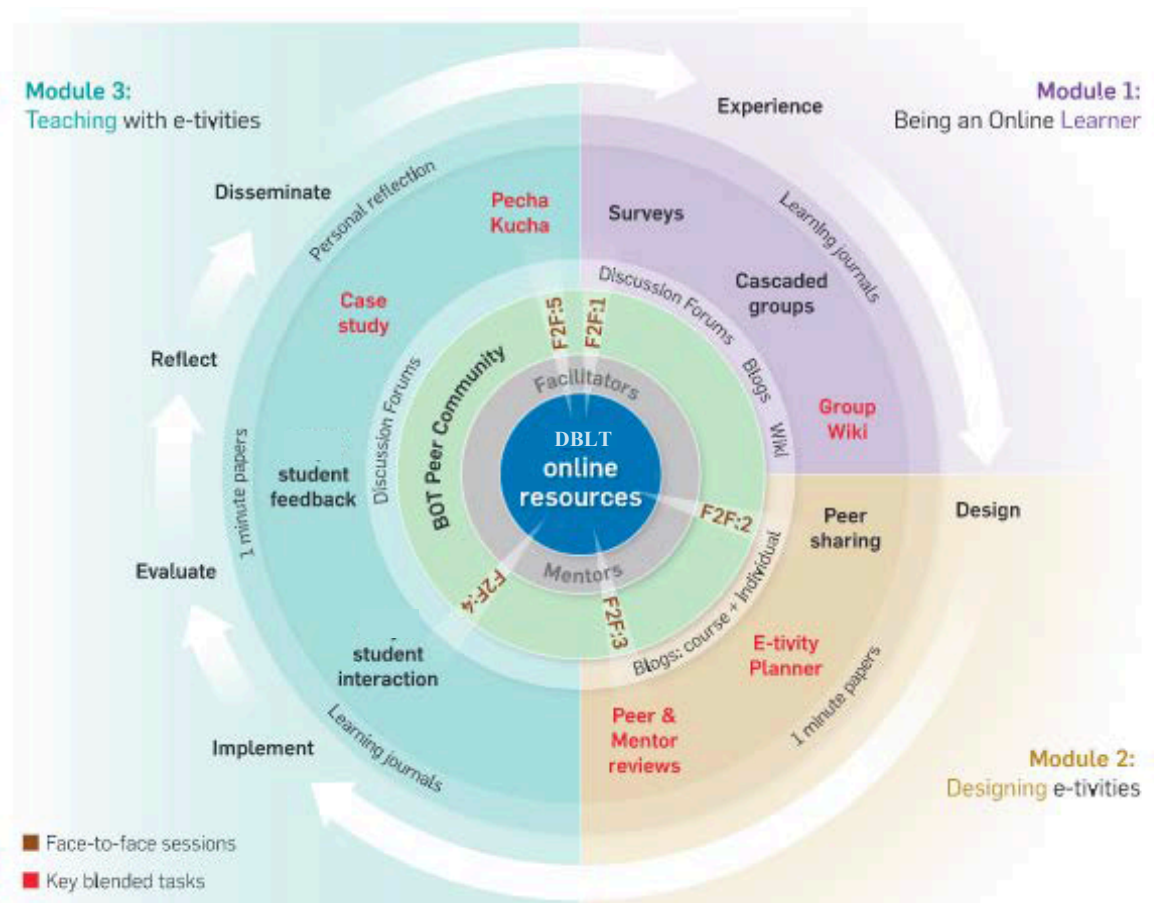 Module 3:
Teaching with e-tivities
Module 1:
Being an Online Learner
Experience
Disseminate
Personal reflection
Pecha
Kucha
Surveys
Learning journals
Cascaded
groups
Discussion Forums
Case
study
F2F:5
F2F:1
Reflect
Discussion Forums
BOT Peer Community
Facilitators
Blogs
Wiki
Group
Wiki
DBLT
online
resources
1 minute papers
student
feedback
F2F:2
Peer
sharing
Design
Evaluate
Mentors
F2F:4
F2F:3
Blogs: course + Individual
student
interaction
E-tivity
Planner
1 minute papers
Peer &
Mentor
reviews
Implement
Learning journals
Module 2:
Designing e-tivities
Face-to-face sessions
Key blended tasks